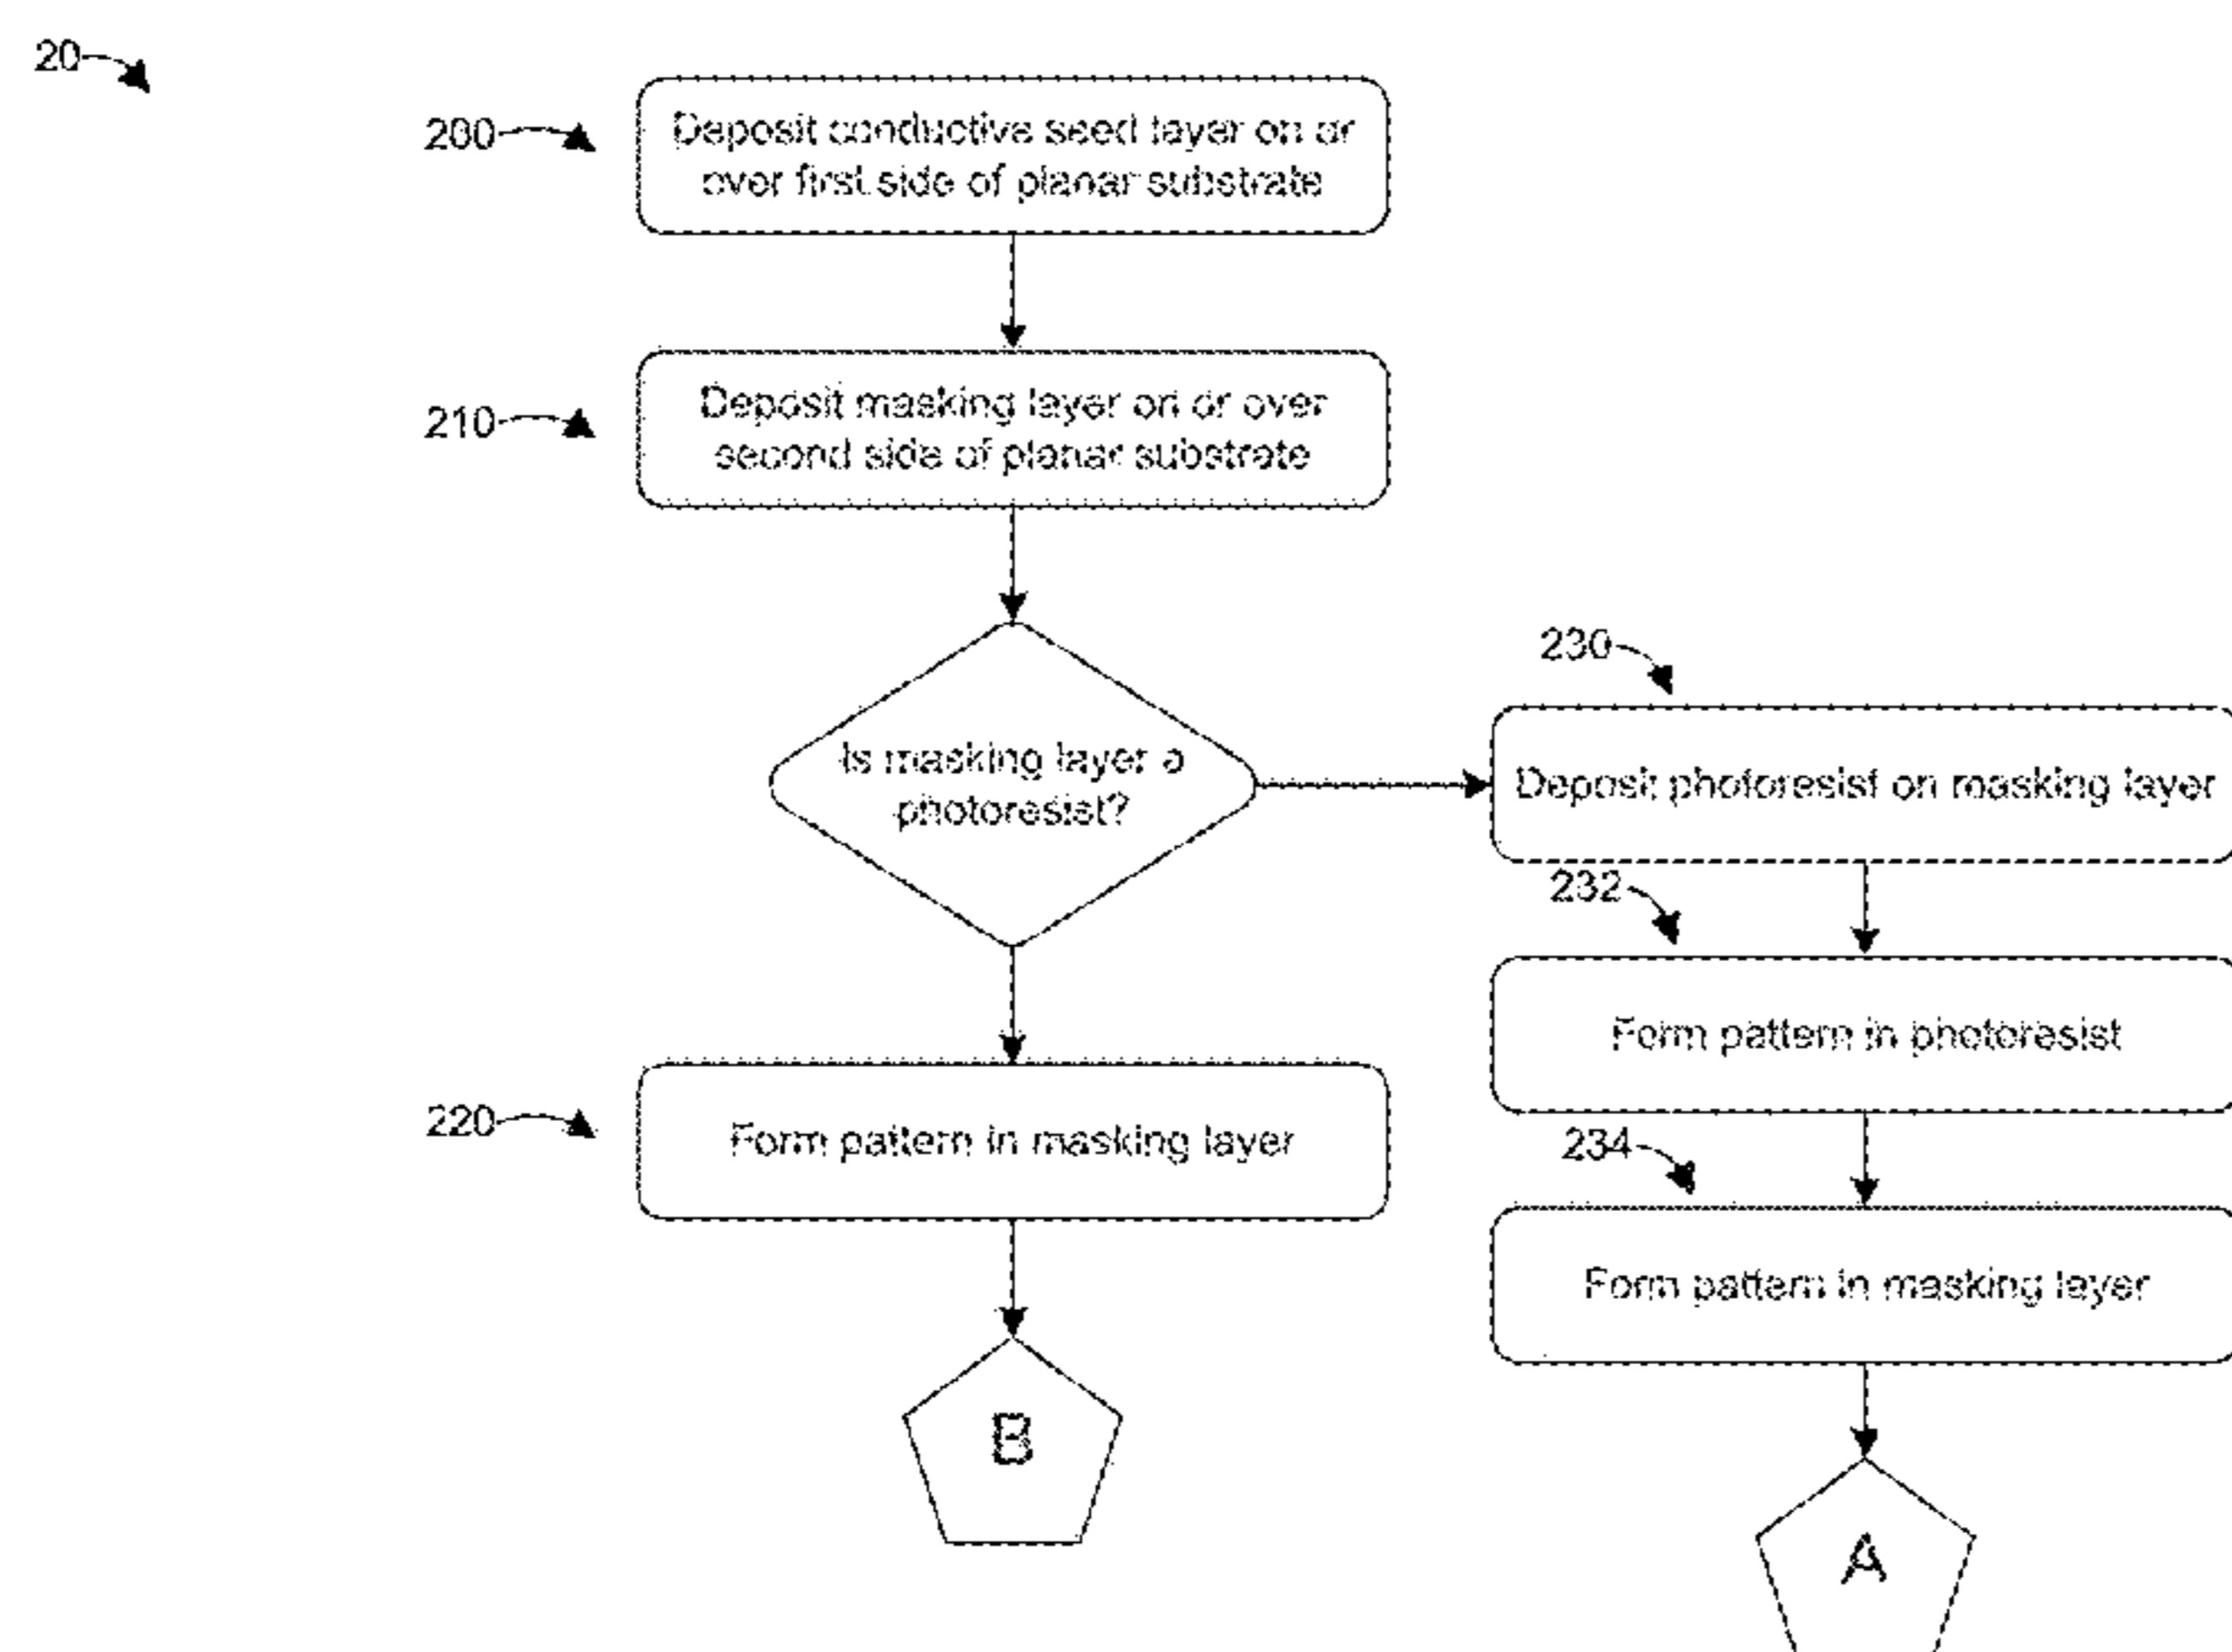 20
200
Deposit conductive seed layer on or
over first side of planar substrate
210
Deposit masking layer on or over
second side of planar substrate
Is masking layer a
photoresist?
230
Deposit photoresist on masking layer
232
Form pattern in photoresist
220
Form pattern in masking layer
234
Form pattern in masking layer
B
A